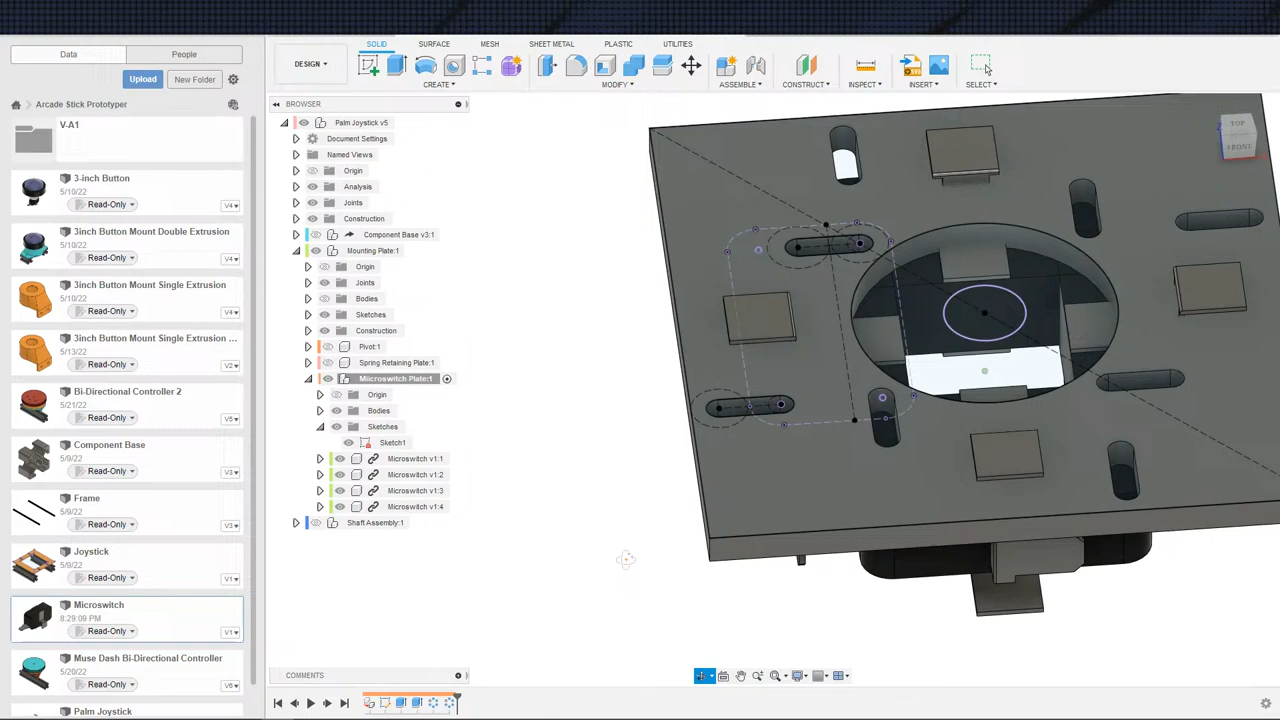 Data
People
Upload
New Folder
Arcade Stick Prototyper
V-A1
3-inch Button
5/10/22
Read-Only
V4
3inch Button Mount Double Extrusion
5/10/22
Read-Only
V4
3inch Button Mount Single Extrusion
5/10/22
Read-Only
V4
3inch Button Mount Single Extrusion ...
5/13/22
Read-Only
V2
Bi-Directional Controller 2
5/21/22
Read-Only
V5
Component Base
5/9/22
Read-Only
V3
Frame
5/9/22
Read-Only
V3
Joystick
5/9/22
Read-Only
V1
Microswitch
8:29:09 PM
Read-Only
V1
Muse Dash Bi-Directional Controller
5/20/22
Read-Only
V6
Palm Joystick
DESIGN
SOLID
SURFACE
MESH
SHEET METAL
PLASTIC
UTILITIES
CREATE
MODIFY
ASSEMBLE
CONSTRUCT
INSPECT
INSERT
SELECT
BROWSER
Palm Joystick v5
Document Settings
Named Views
Origin
Analysis
Joints
Construction
Component Base v3:1
Mounting Plate:1
Origin
Joints
Bodies
Sketches
Construction
Pivot:1
Spring Retaining Plate:1
Miicroswitch Plate:1
Origin
Bodies
Sketches
Sketch1
Microswitch v1:1
Microswitch v1:2
Microswitch v1:3
Microswitch v1:4
Shaft Assembly:1
TOP
FRONT
COMMENTS